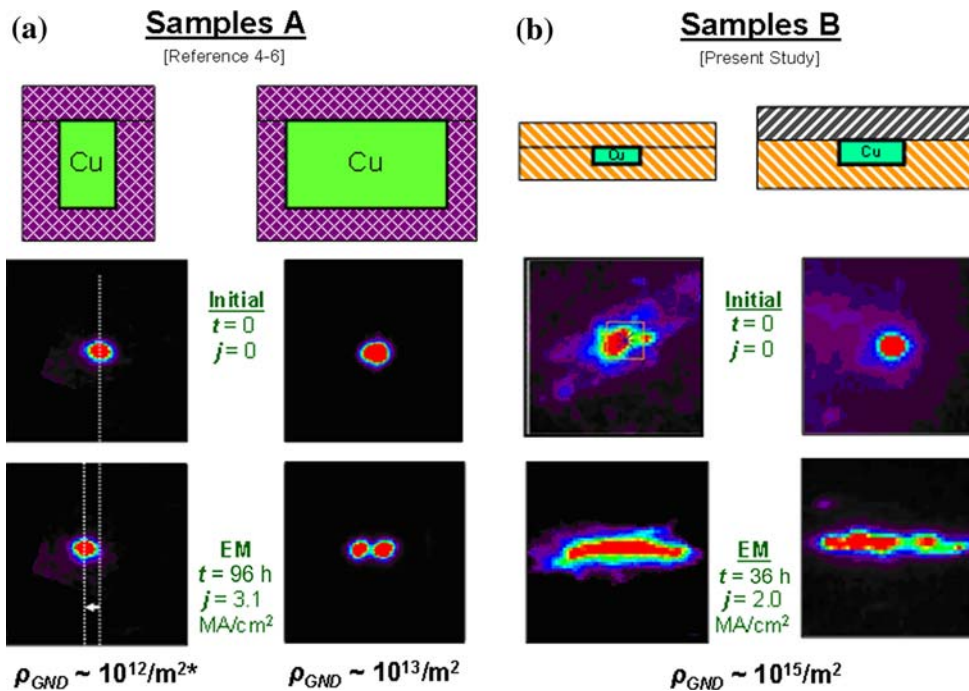 (a) Samples A
[Reference 4-6]
Cu
Cu
Initial
t = 0
j = 0
EM
t = 96 h
j = 3.1
MA/cm²
ρGND ~ 10¹²/m²*
ρGND ~ 10¹³/m²
(b) Samples B
[Present Study]
Cu
Cu
Initial
t = 0
j = 0
EM
t = 36 h
j = 2.0
MA/cm²
ρGND ~ 10¹⁵/m²